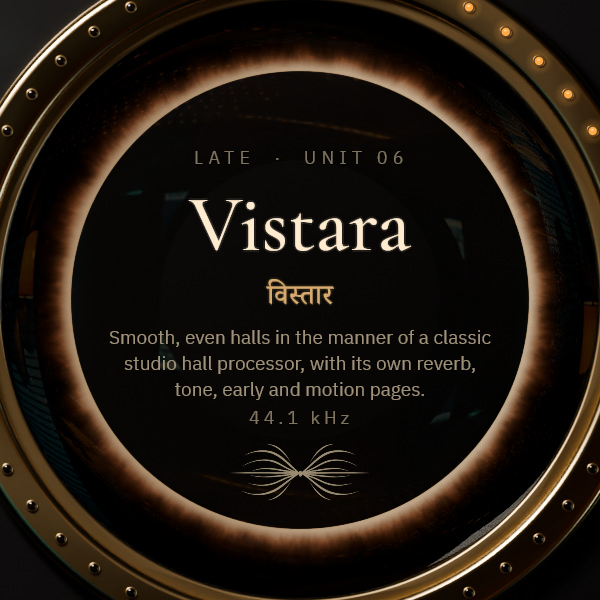 LATE · UNIT 06
Vistara
विस्तार
Smooth, even halls in the manner of a classic
studio hall processor, with its own reverb,
tone, early and motion pages.
44.1 kHz